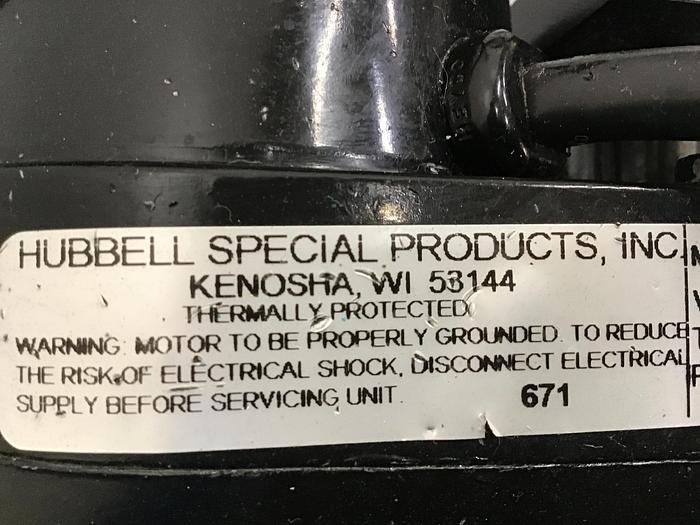 HUBBELL SPECIAL PRODUCTS, INC.
KENOSHA, WI 53144
THERMALLY PROTECTED
WARNING: MOTOR TO BE PROPERLY GROUNDED. TO REDUCE
THE RISK OF ELECTRICAL SHOCK, DISCONNECT ELECTRICAL
SUPPLY BEFORE SERVICING UNIT. 671